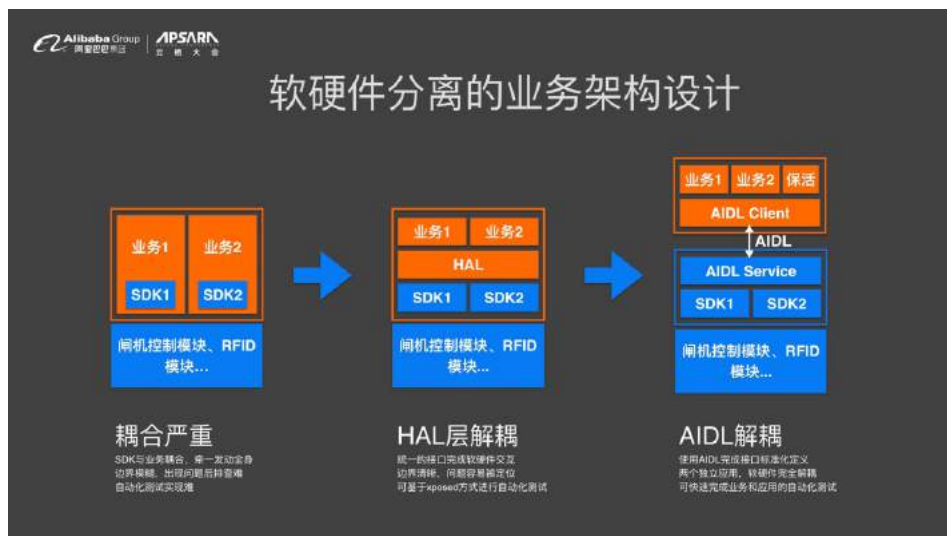 Alibaba Group
阿里巴巴集团
APSARA
云栖大会
软硬件分离的业务架构设计
业务1 业务2
SDK1 SDK2
闸机控制模块、RFID
模块...
耦合严重
SDK与业务耦合,牵一发动全身
边界模糊,出现问题后排查难
自动化测试实现难
业务1 业务2
HAL
SDK1 SDK2
闸机控制模块、RFID
模块...
HAL层解耦
统一的接口完成软硬件交互
边界清晰,问题容易被定位
可基于xposed方式进行自动化测试
业务1 业务2 保活
AIDL Client
AIDL
AIDL Service
SDK1 SDK2
闸机控制模块、RFID
模块...
AIDL解耦
使用AIDL完成接口标准化定义
两个独立应用,软硬件完全解耦
可快速完成业务和应用的自动化测试